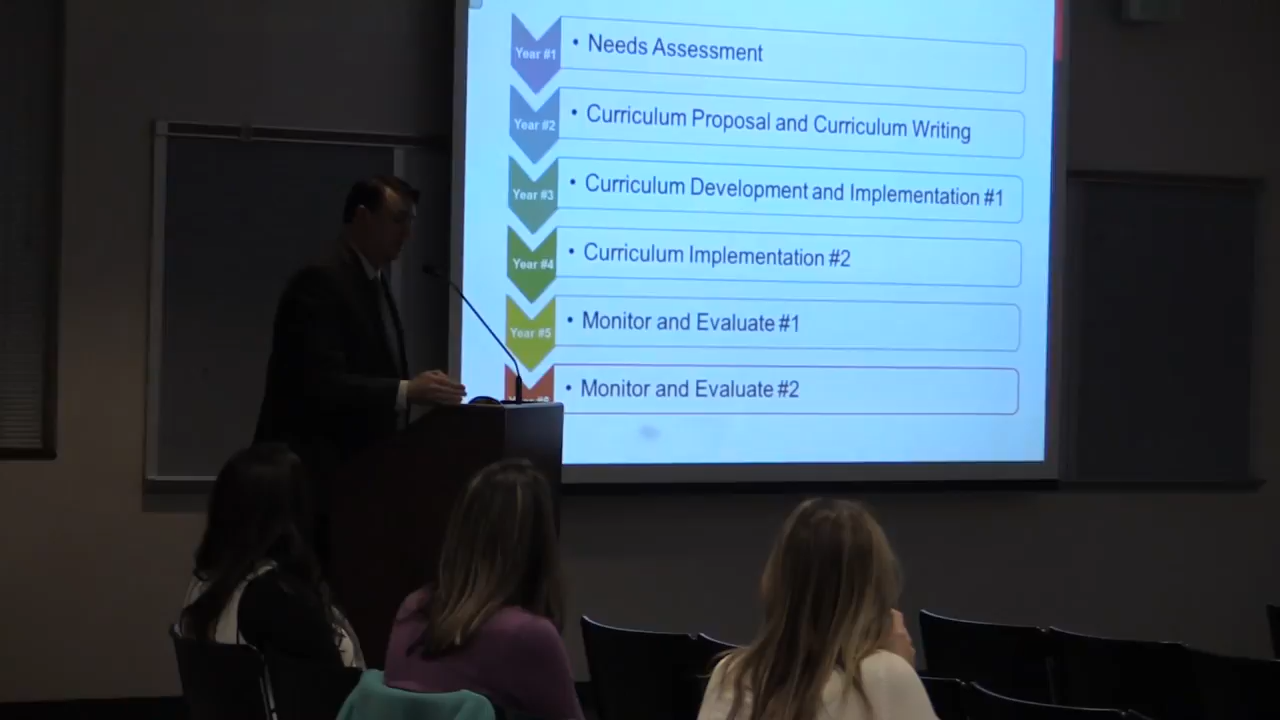 Year #1 • Needs Assessment
Year #2 • Curriculum Proposal and Curriculum Writing
Year #3 • Curriculum Development and Implementation #1
Year #4 • Curriculum Implementation #2
Year #5 • Monitor and Evaluate #1
• Monitor and Evaluate #2